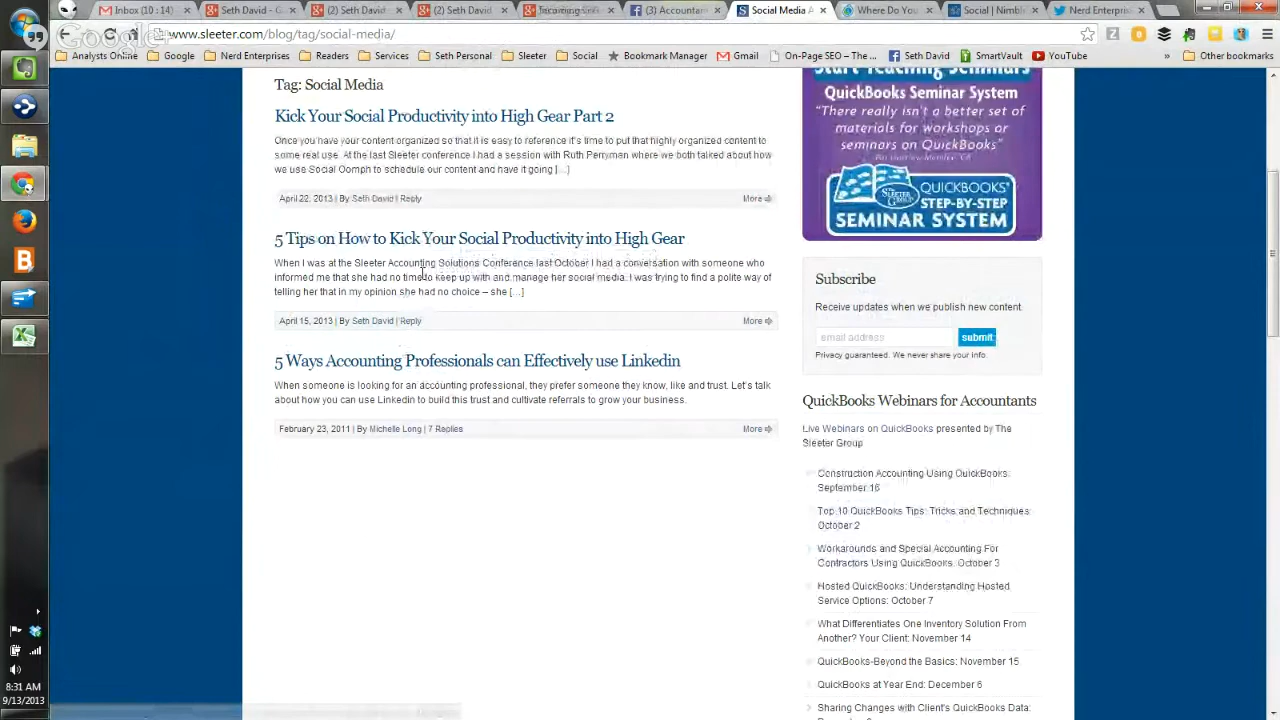 Inbox (10:14)
Seth David - G
(2) Seth David
(2) Seth David
Incoming
(3) Accountan
Social Media A
Where Do You
Social | Nimbl
Nerd Enterpris
Google+
www.sleeter.com/blog/tag/social-media/
Analysts Online
Google
Nerd Enterprises
Readers
Services
Seth Personal
Sleeter
Social
Bookmark Manager
Gmail
On-Page SEO – The ...
Seth David
SmartVault
YouTube
»
Other bookmarks
Tag: Social Media
Kick Your Social Productivity into High Gear Part 2
Once you have your content organized so that it is easy to reference it's time to put that highly organized content to
some real use. At the last Sleeter conference I had a session with Ruth Perryman where we both talked about how
we use Social Oomph to schedule our content and have it going [...]
April 22, 2013 | By Seth David | Reply
More
5 Tips on How to Kick Your Social Productivity into High Gear
When I was at the Sleeter Accounting Solutions Conference last October I had a conversation with someone who
informed me that she had no time to keep up with and manage her social media. I was trying to find a polite way of
telling her that in my opinion she had no choice – she [...]
April 15, 2013 | By Seth David | Reply
More
5 Ways Accounting Professionals can Effectively use Linkedin
When someone is looking for an accounting professional, they prefer someone they know, like and trust. Let's talk
about how you can use Linkedin to build this trust and cultivate referrals to grow your business.
February 23, 2011 | By Michelle Long | 7 Replies
More
Start Teaching Seminars
QuickBooks Seminar System
"There really isn't a better set of
materials for workshops or
seminars on QuickBooks"
QUICKBOOKS®
STEP-BY-STEP
SEMINAR SYSTEM
Subscribe
Receive updates when we publish new content.
email address
submit
Privacy guaranteed. We never share your info.
QuickBooks Webinars for Accountants
Live Webinars on QuickBooks presented by The
Sleeter Group
Construction Accounting Using QuickBooks:
September 16
Top 10 QuickBooks Tips, Tricks and Techniques:
October 2
Workarounds and Special Accounting For
Contractors Using QuickBooks: October 3
Hosted QuickBooks: Understanding Hosted
Service Options: October 7
What Differentiates One Inventory Solution From
Another? Your Client: November 14
QuickBooks-Beyond the Basics: November 15
QuickBooks at Year End: December 6
Sharing Changes with Client's QuickBooks Data:
8:31 AM
9/13/2013